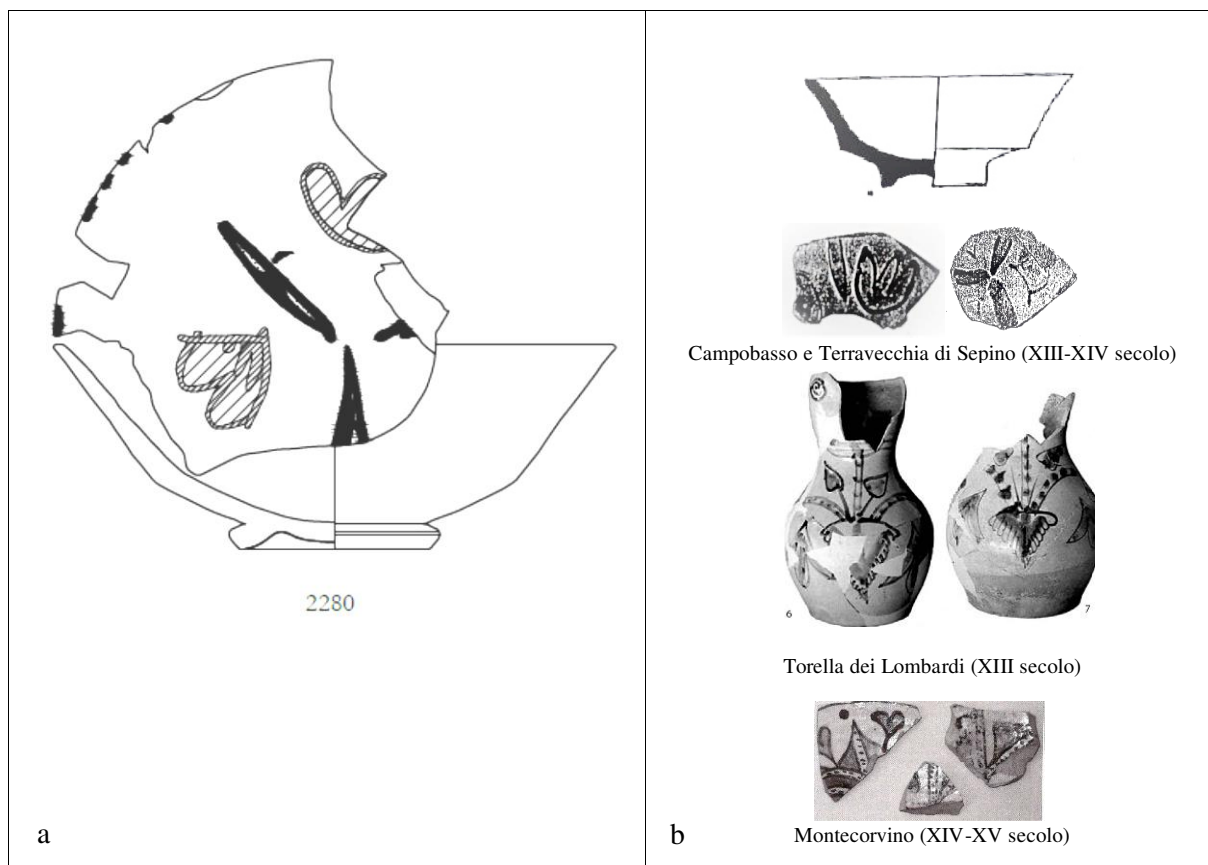 2280
a
Campobasso e Terravecchia di Sepino (XIII-XIV secolo)
6
7
Torella dei Lombardi (XIII secolo)
Montecorvino (XIV-XV secolo)
b